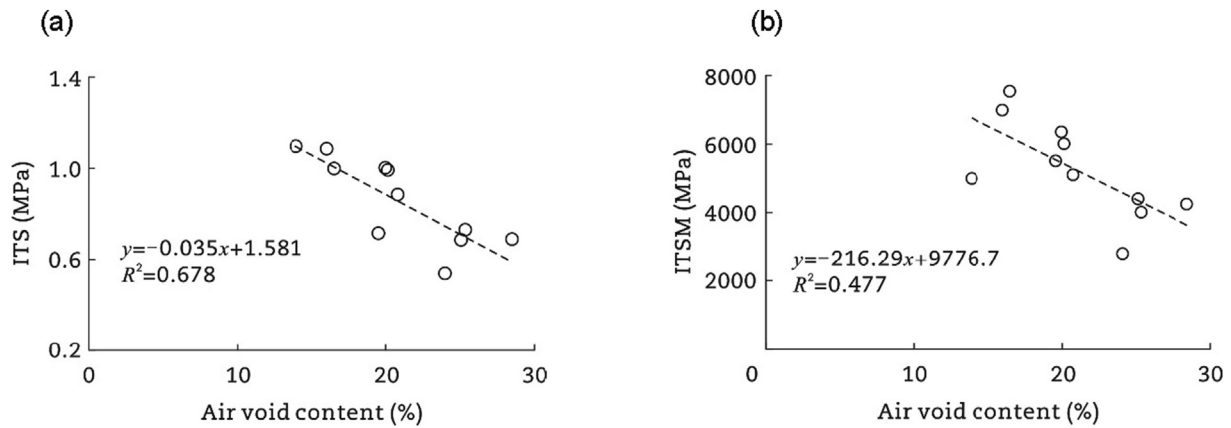 (a)
1.4
1.0
0.6
0.2
ITS (MPa)
y=−0.035x+1.581
R²=0.678
0
10
20
30
Air void content (%)
(b)
8000
6000
4000
2000
ITSM (MPa)
y=−216.29x+9776.7
R²=0.477
0
10
20
30
Air void content (%)